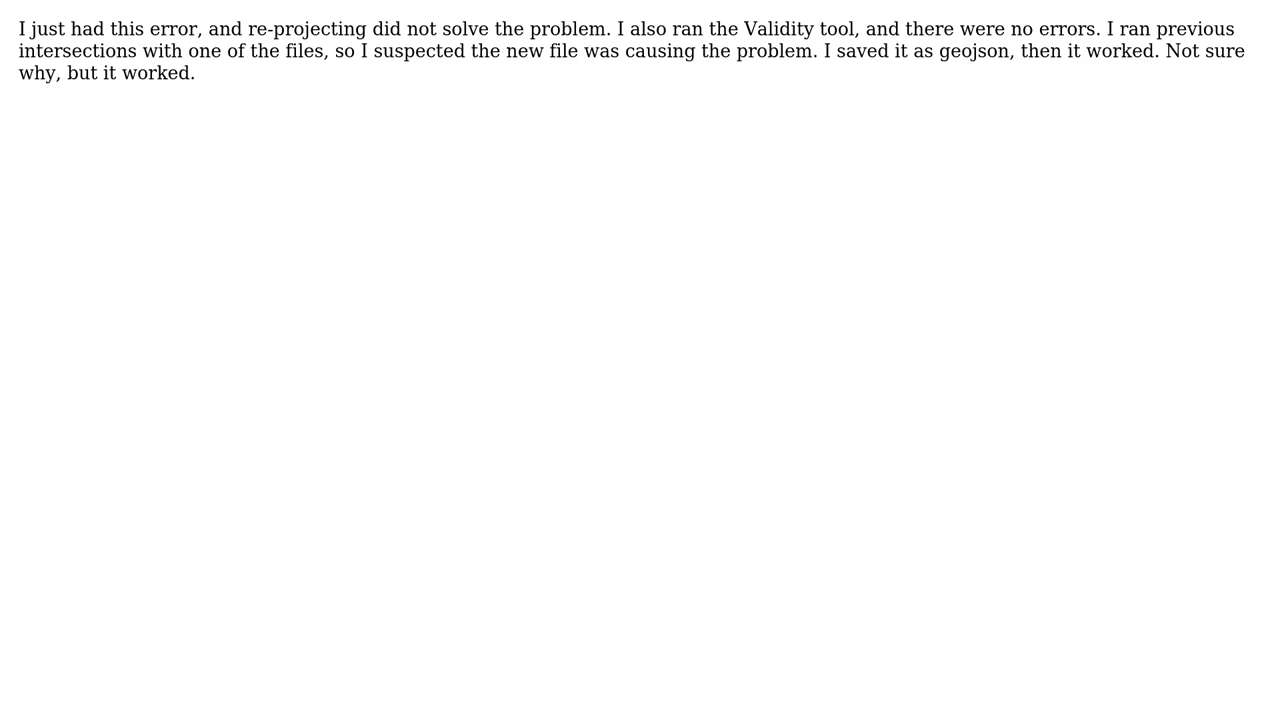 I just had this error, and re-projecting did not solve the problem. I also ran the Validity tool, and there were no errors. I ran previous
intersections with one of the files, so I suspected the new file was causing the problem. I saved it as geojson, then it worked. Not sure
why, but it worked.